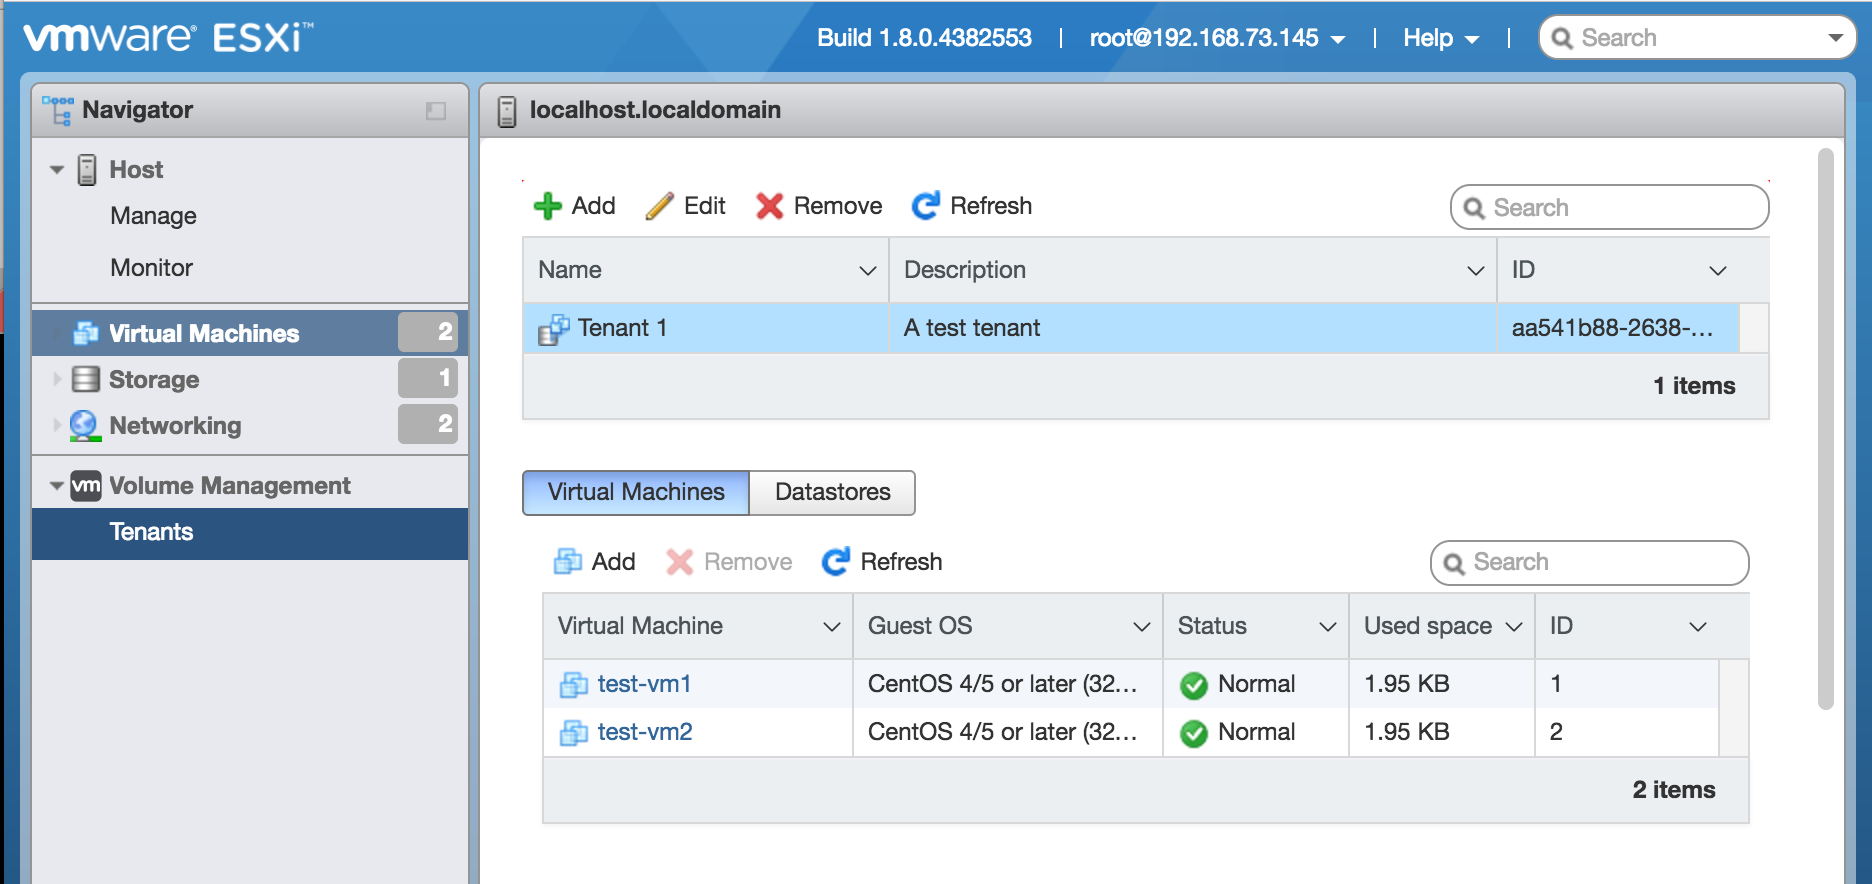 vmware® ESXi™ Build 1.8.0.4382553 | root@192.168.73.145 | Help | Search
Navigator
Host
Manage
Monitor
Virtual Machines 2
Storage 1
Networking 2
vm Volume Management
Tenants
localhost.localdomain
Add Edit Remove Refresh Search
Name Description ID
Tenant 1 A test tenant aa541b88-2638-...
1 items
Virtual Machines Datastores
Add Remove Refresh Search
Virtual Machine Guest OS Status Used space ID
test-vm1 CentOS 4/5 or later (32... Normal 1.95 KB 1
test-vm2 CentOS 4/5 or later (32... Normal 1.95 KB 2
2 items